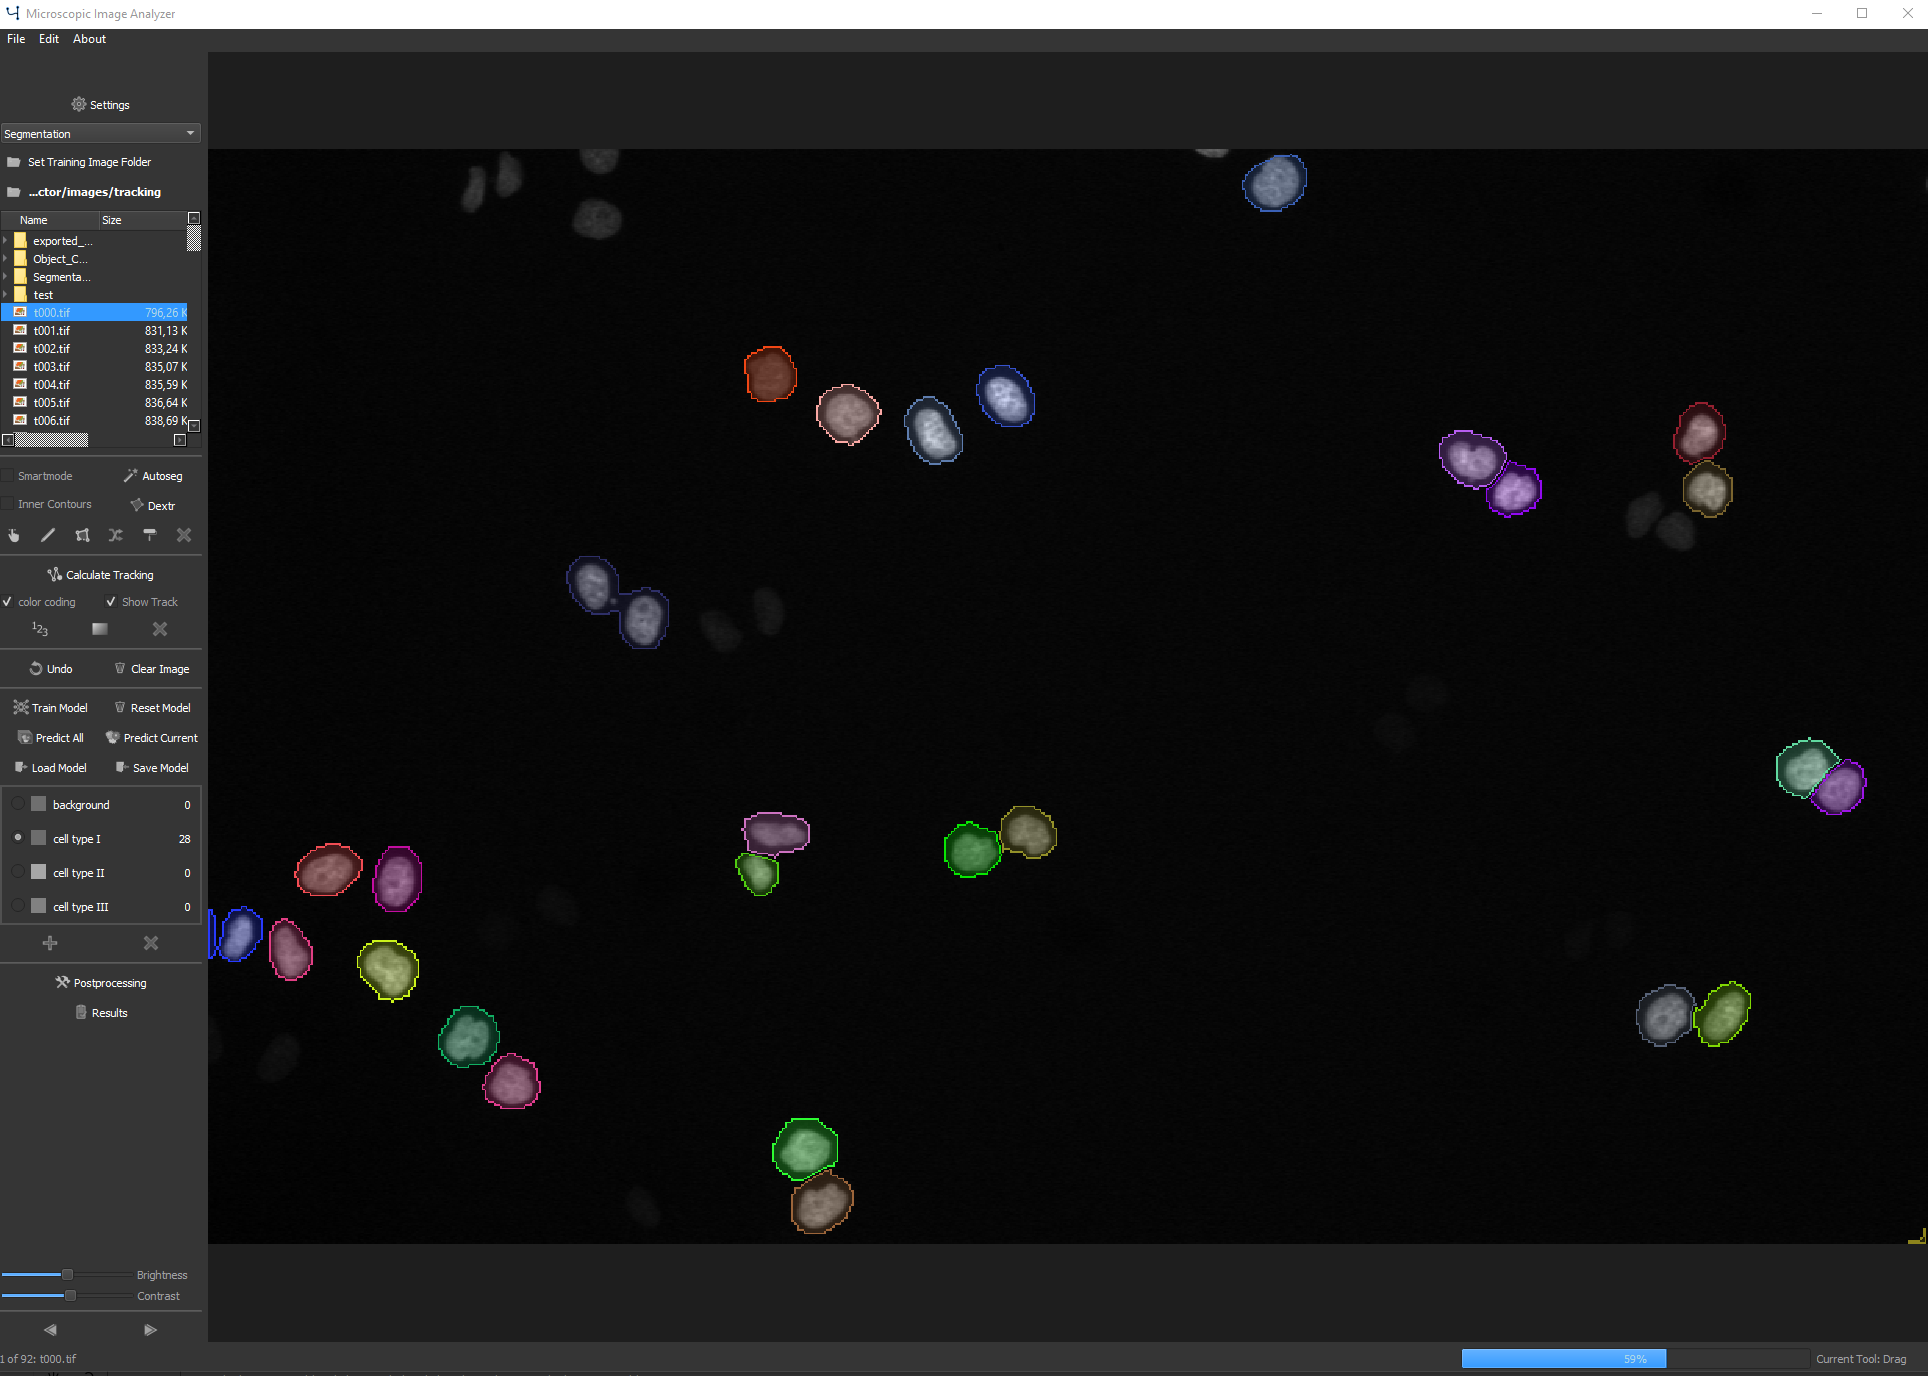 Microscopic Image Analyzer
File Edit About
Settings
Segmentation
Set Training Image Folder
...ctor/images/tracking
Name Size
exported_...
Object_C...
Segmenta...
test
t000.tif 796,26 K
t001.tif 831,13 K
t002.tif 833,24 K
t003.tif 835,07 K
t004.tif 835,59 K
t005.tif 836,64 K
t006.tif 838,69 K
Smartmode Autoseg
Inner Contours Dextr
Calculate Tracking
color coding Show Track
123
Undo Clear Image
Train Model Reset Model
Predict All Predict Current
Load Model Save Model
background 0
cell type I 28
cell type II 0
cell type III 0
Postprocessing
Results
Brightness
Contrast
1 of 92: t000.tif 59% Current Tool: Drag